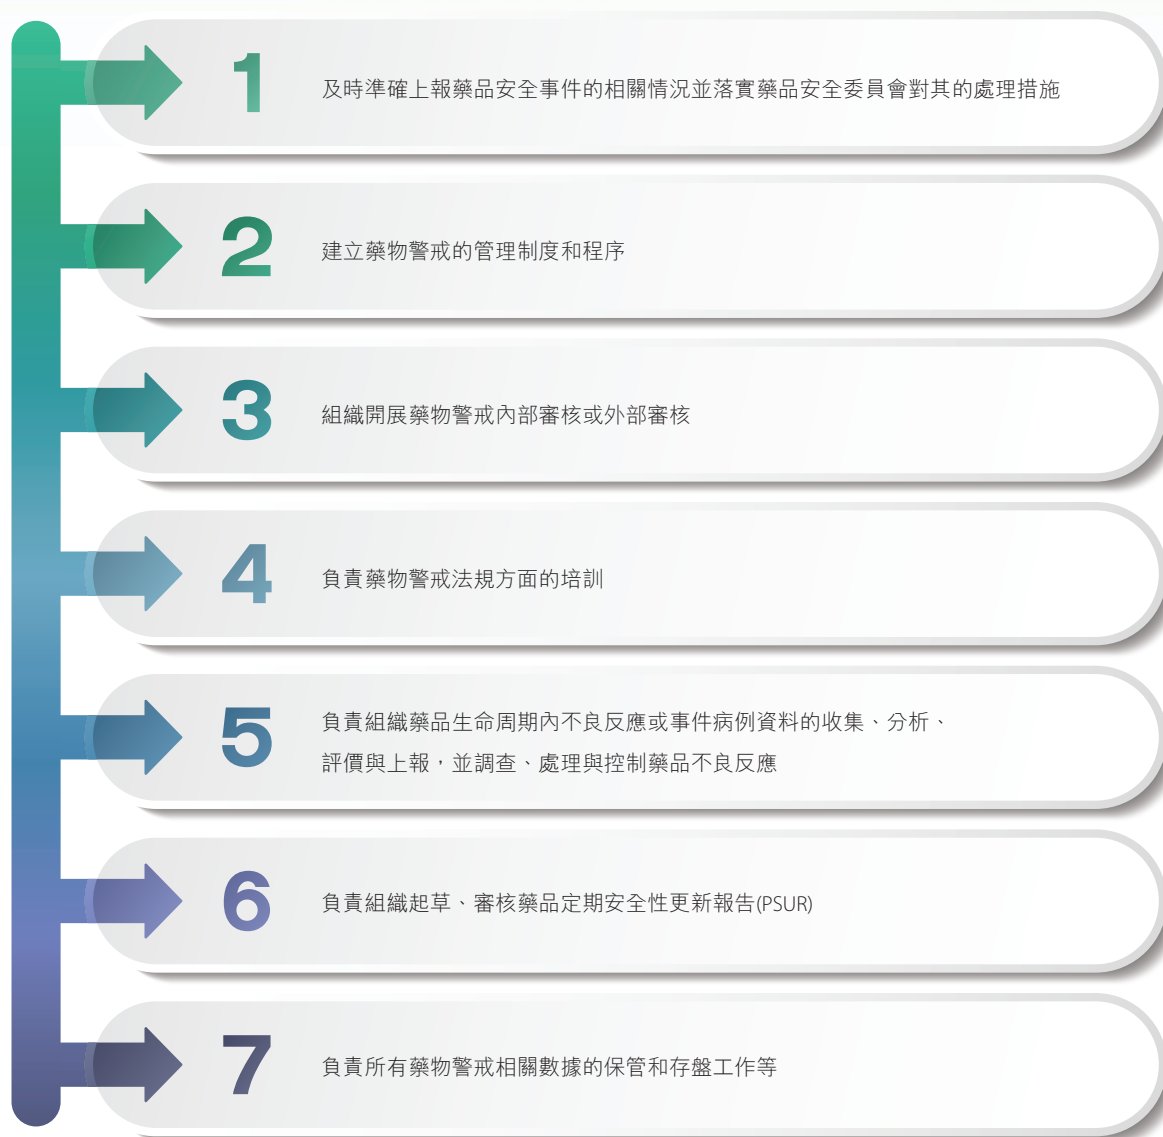 1
及時準確上報藥品安全事件的相關情況並落實藥品安全委員會對其的處理措施
2
建立藥物警戒的管理制度和程序
3
組織開展藥物警戒內部審核或外部審核
4
負責藥物警戒法規方面的培訓
5
負責組織藥品生命周期內不良反應或事件病例資料的收集、分析、
評價與上報，並調查、處理與控制藥品不良反應
6
負責組織起草、審核藥品定期安全性更新報告(PSUR)
7
負責所有藥物警戒相關數據的保管和存盤工作等